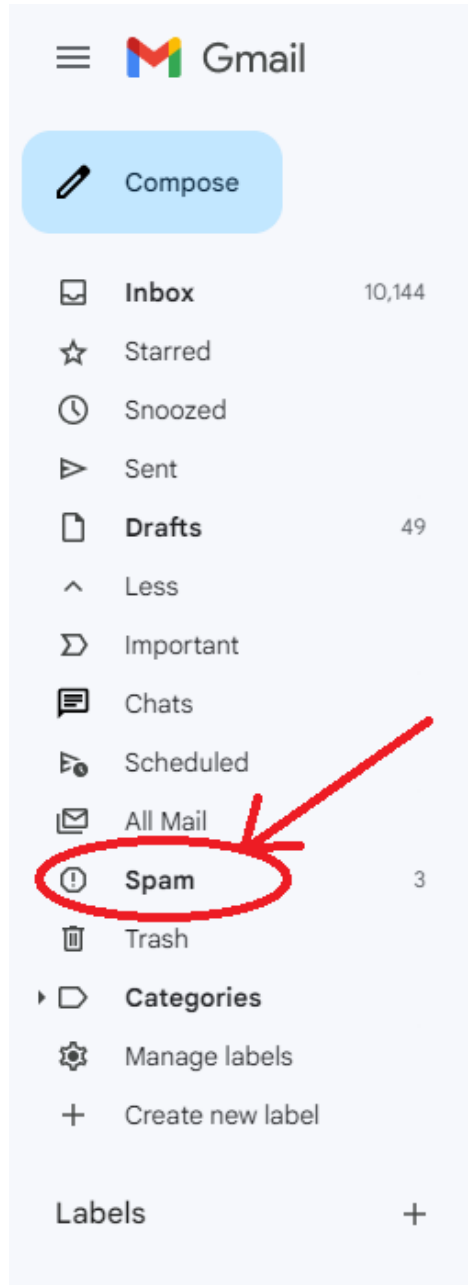 Gmail
Compose
Inbox 10,144
Starred
Snoozed
Sent
Drafts 49
Less
Important
Chats
Scheduled
All Mail
Spam 3
Trash
Categories
Manage labels
Create new label
Labels